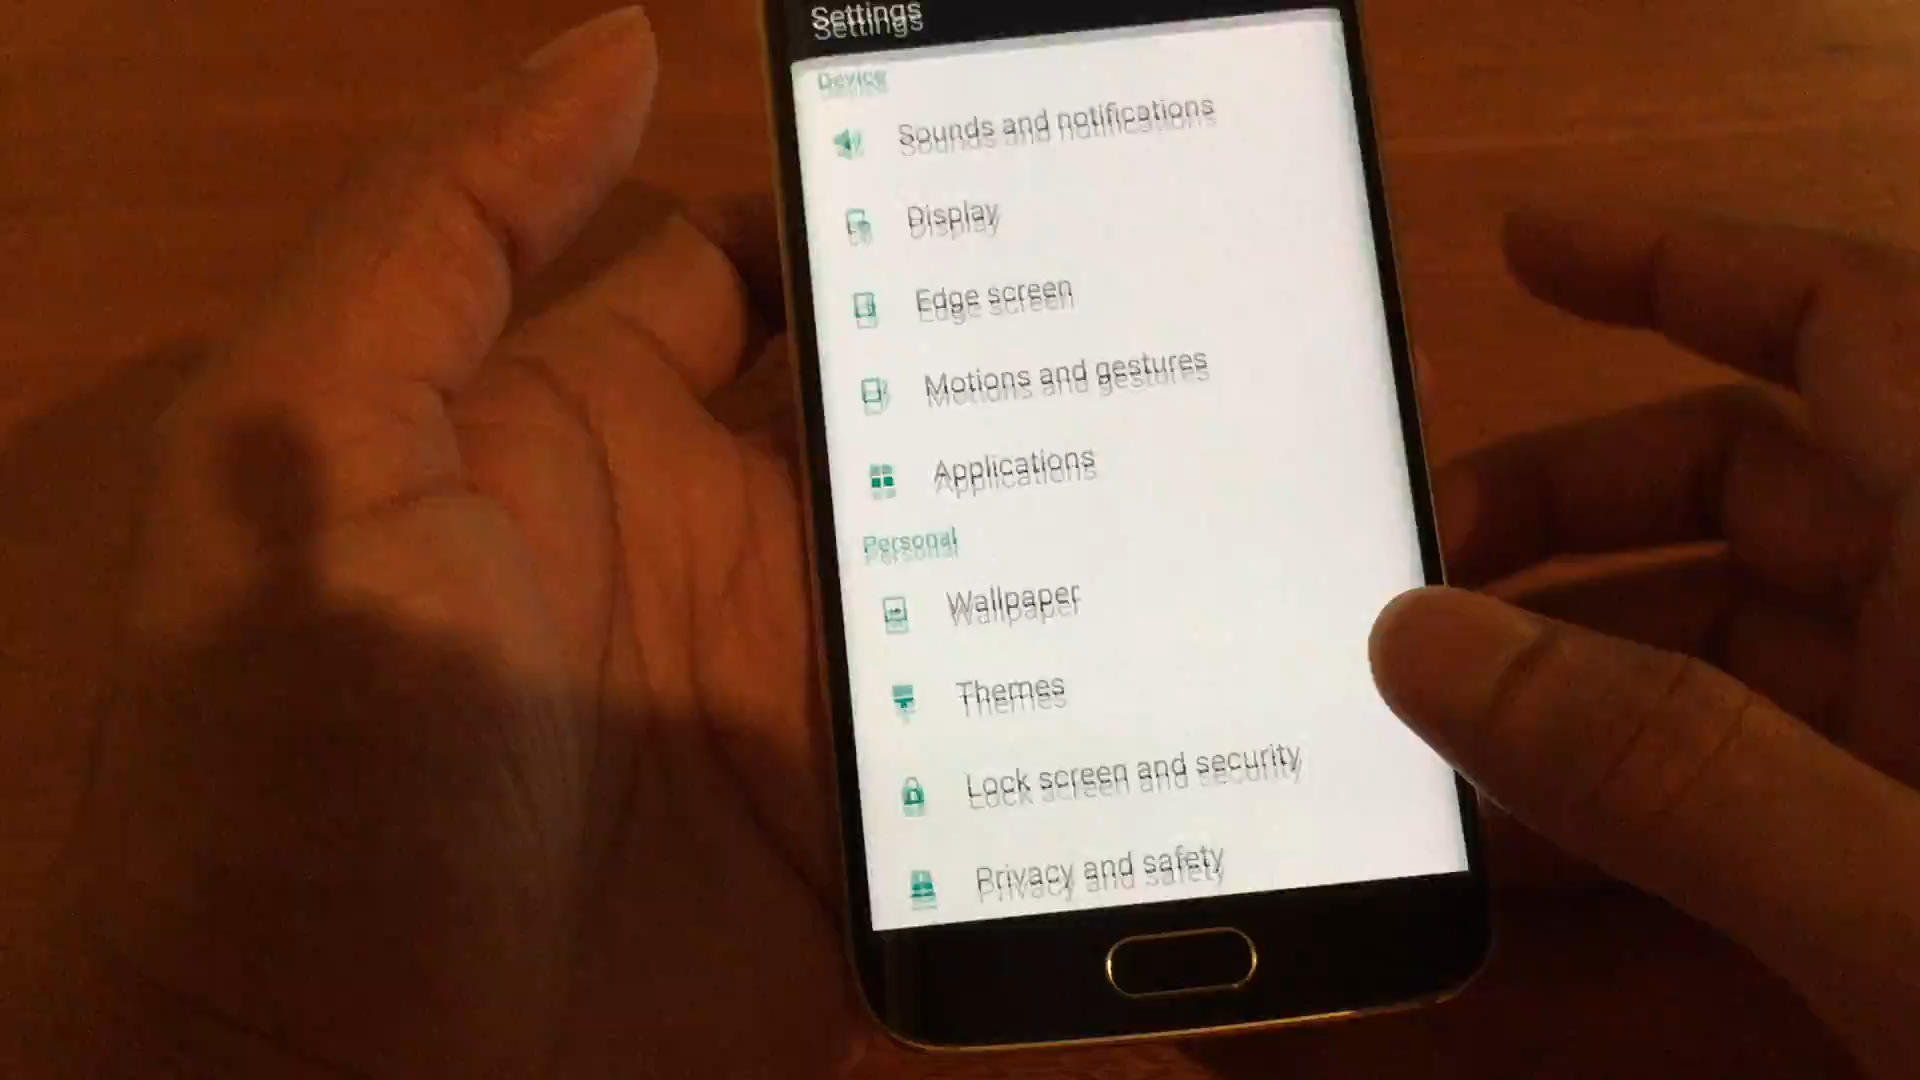 Settings
Device
Sounds and notifications
Display
Edge screen
Motions and gestures
Applications
Personal
Wallpaper
Themes
Lock screen and security
Privacy and safety